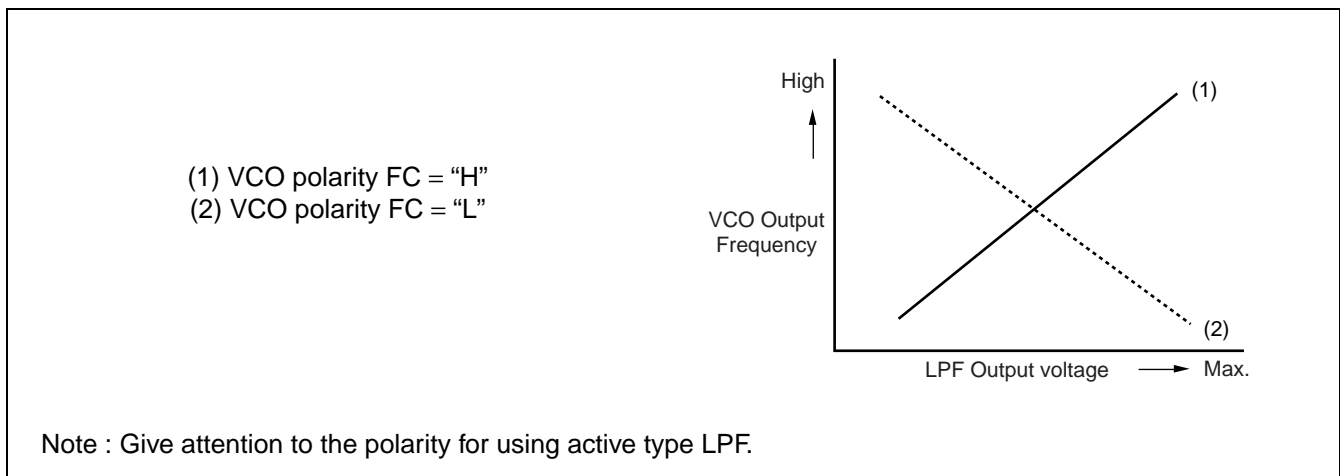 (1) VCO polarity FC = “H”
(2) VCO polarity FC = “L”
High
(1)
VCO Output
Frequency
(2)
LPF Output voltage
Max.
Note : Give attention to the polarity for using active type LPF.